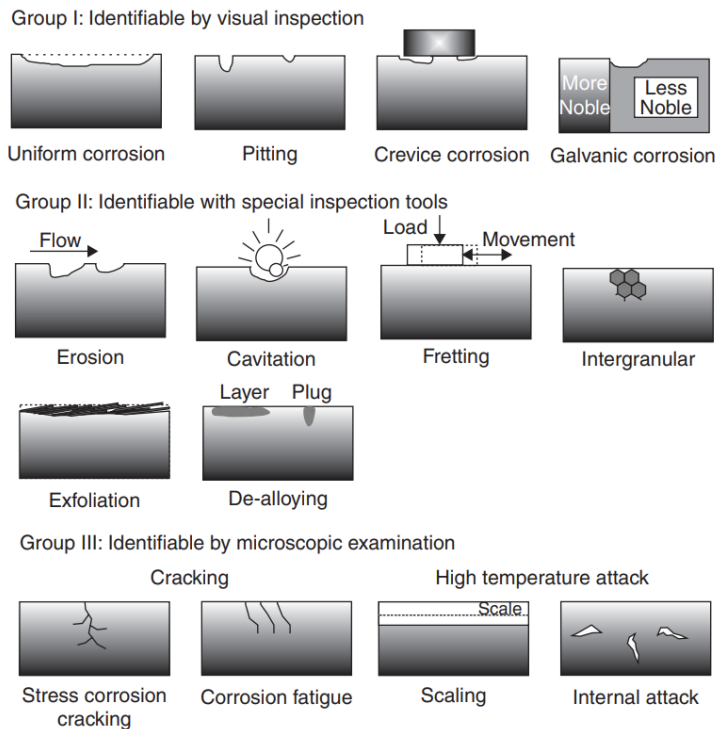 Group I: Identifiable by visual inspection
More
Noble
Less
Noble
Uniform corrosion
Pitting
Crevice corrosion
Galvanic corrosion
Group II: Identifiable with special inspection tools
Flow
Load
Movement
Erosion
Cavitation
Fretting
Intergranular
Layer
Plug
Exfoliation
De-alloying
Group III: Identifiable by microscopic examination
Cracking
High temperature attack
Scale
Stress corrosion
cracking
Corrosion fatigue
Scaling
Internal attack